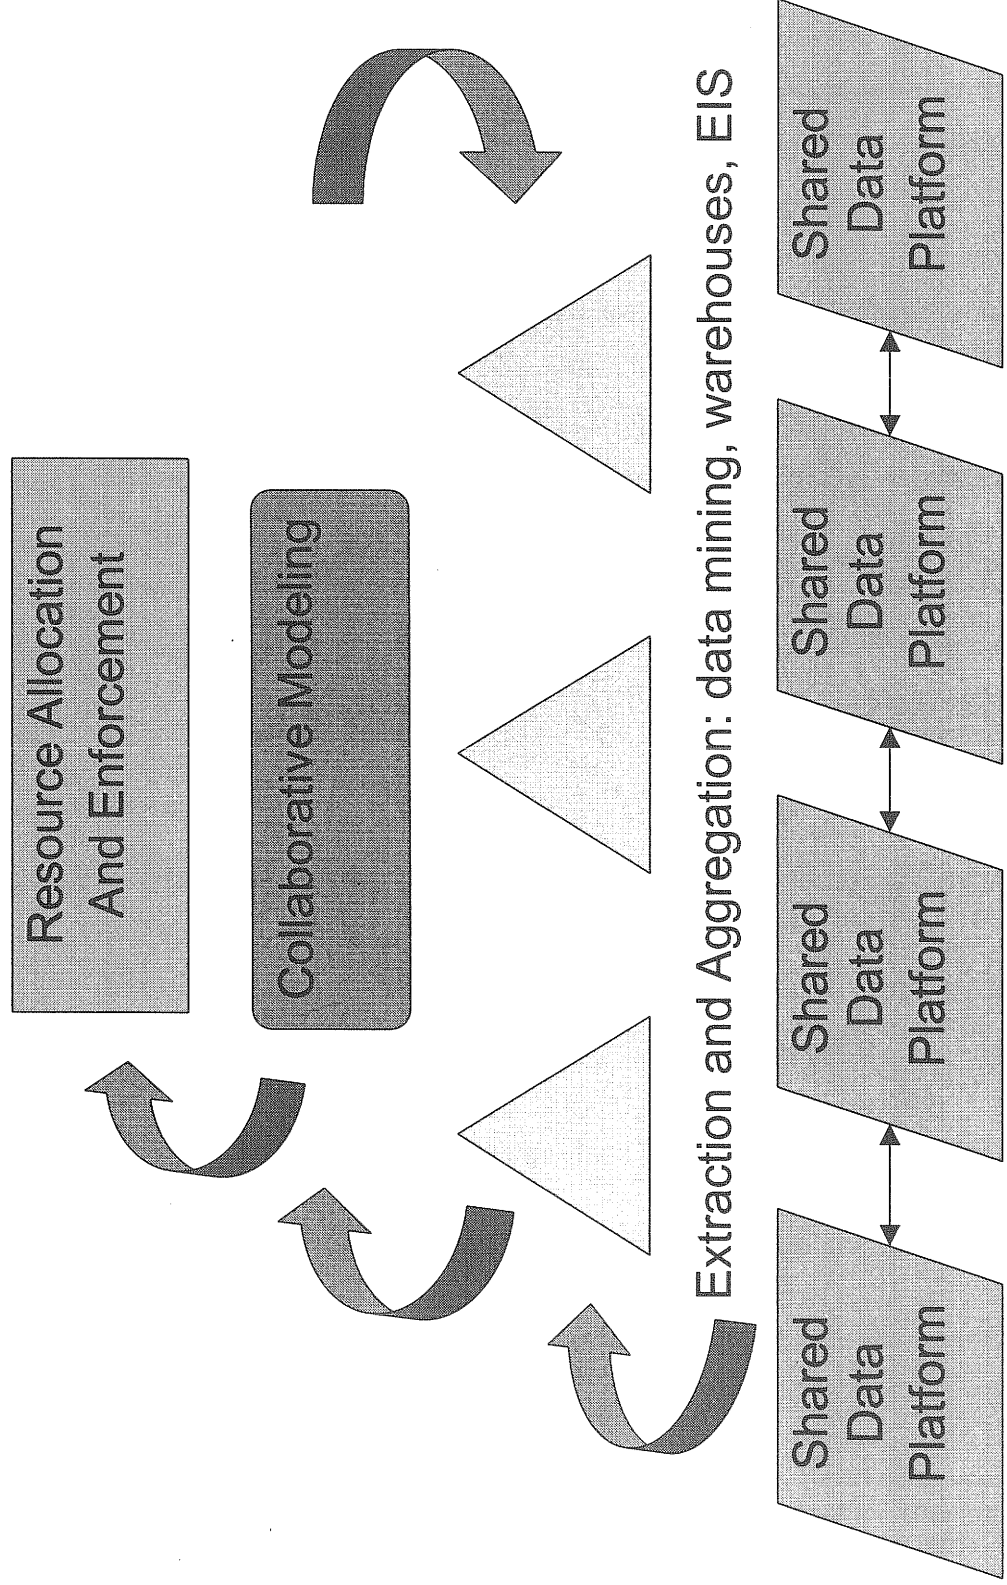 Resource Allocation
And Enforcement
Collaborative Modeling
Extraction and Aggregation: data mining, warehouses, EIS
Shared
Data
Platform
Shared
Data
Platform
Shared
Data
Platform
Shared
Data
Platform